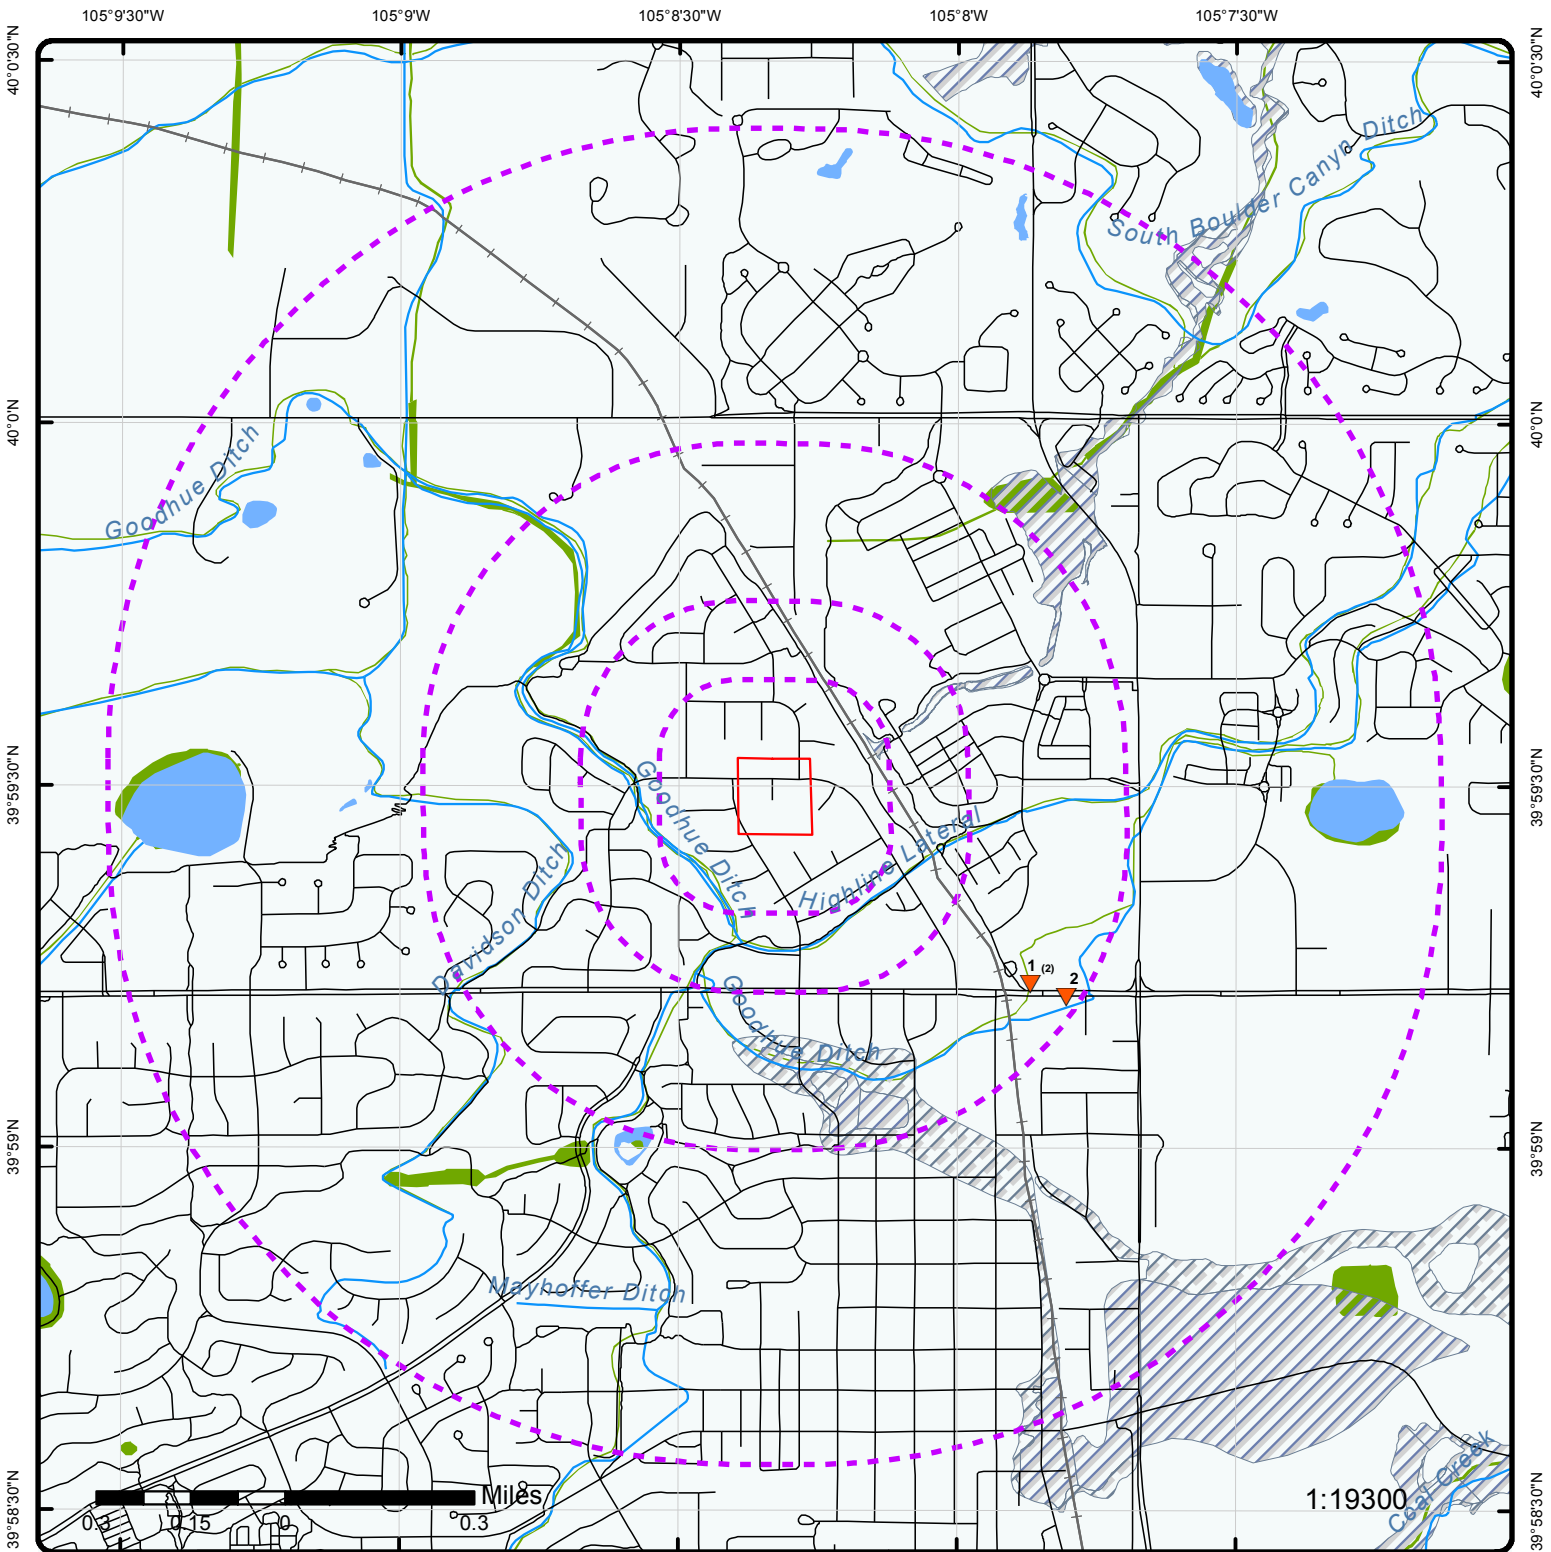 105°9'30"W
105°9'W
105°8'30"W
105°8'W
105°7'30"W
40°0'30"N
40°0'30"N
South Boulder Canyn Ditch
40°0'N
40°0'N
Goodhue Ditch
39°59'30"N
39°59'30"N
Goodhue Ditch
Highline Lateral
Davidson Ditch
1 (2)
2
Goodhue Ditch
39°59'N
39°59'N
Mayhoffer Ditch
Coal Creek
Miles
0.3 0.15 0 0.3
1:19300
39°58'30"N
39°58'30"N